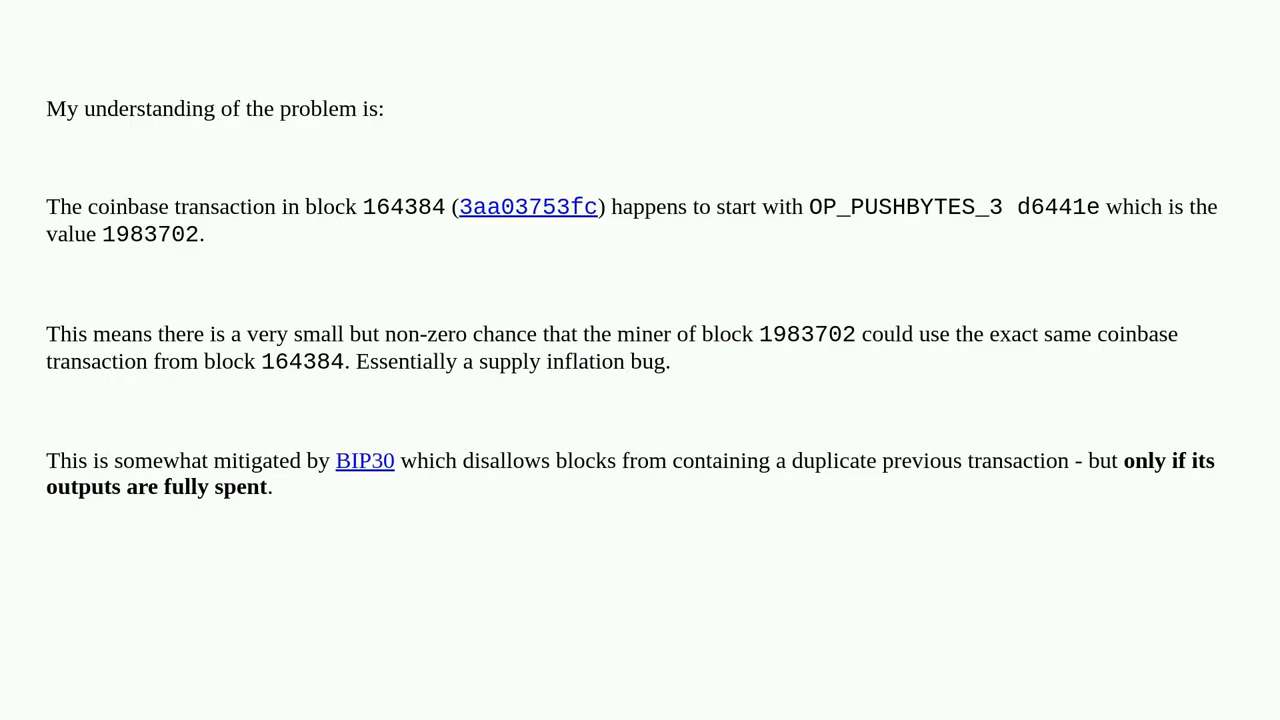 My understanding of the problem is:
The coinbase transaction in block 164384 (3aa03753fc) happens to start with OP_PUSHBYTES_3 d6441e which is the
value 1983702.
This means there is a very small but non-zero chance that the miner of block 1983702 could use the exact same coinbase
transaction from block 164384. Essentially a supply inflation bug.
This is somewhat mitigated by BIP30 which disallows blocks from containing a duplicate previous transaction - but only if its
outputs are fully spent.